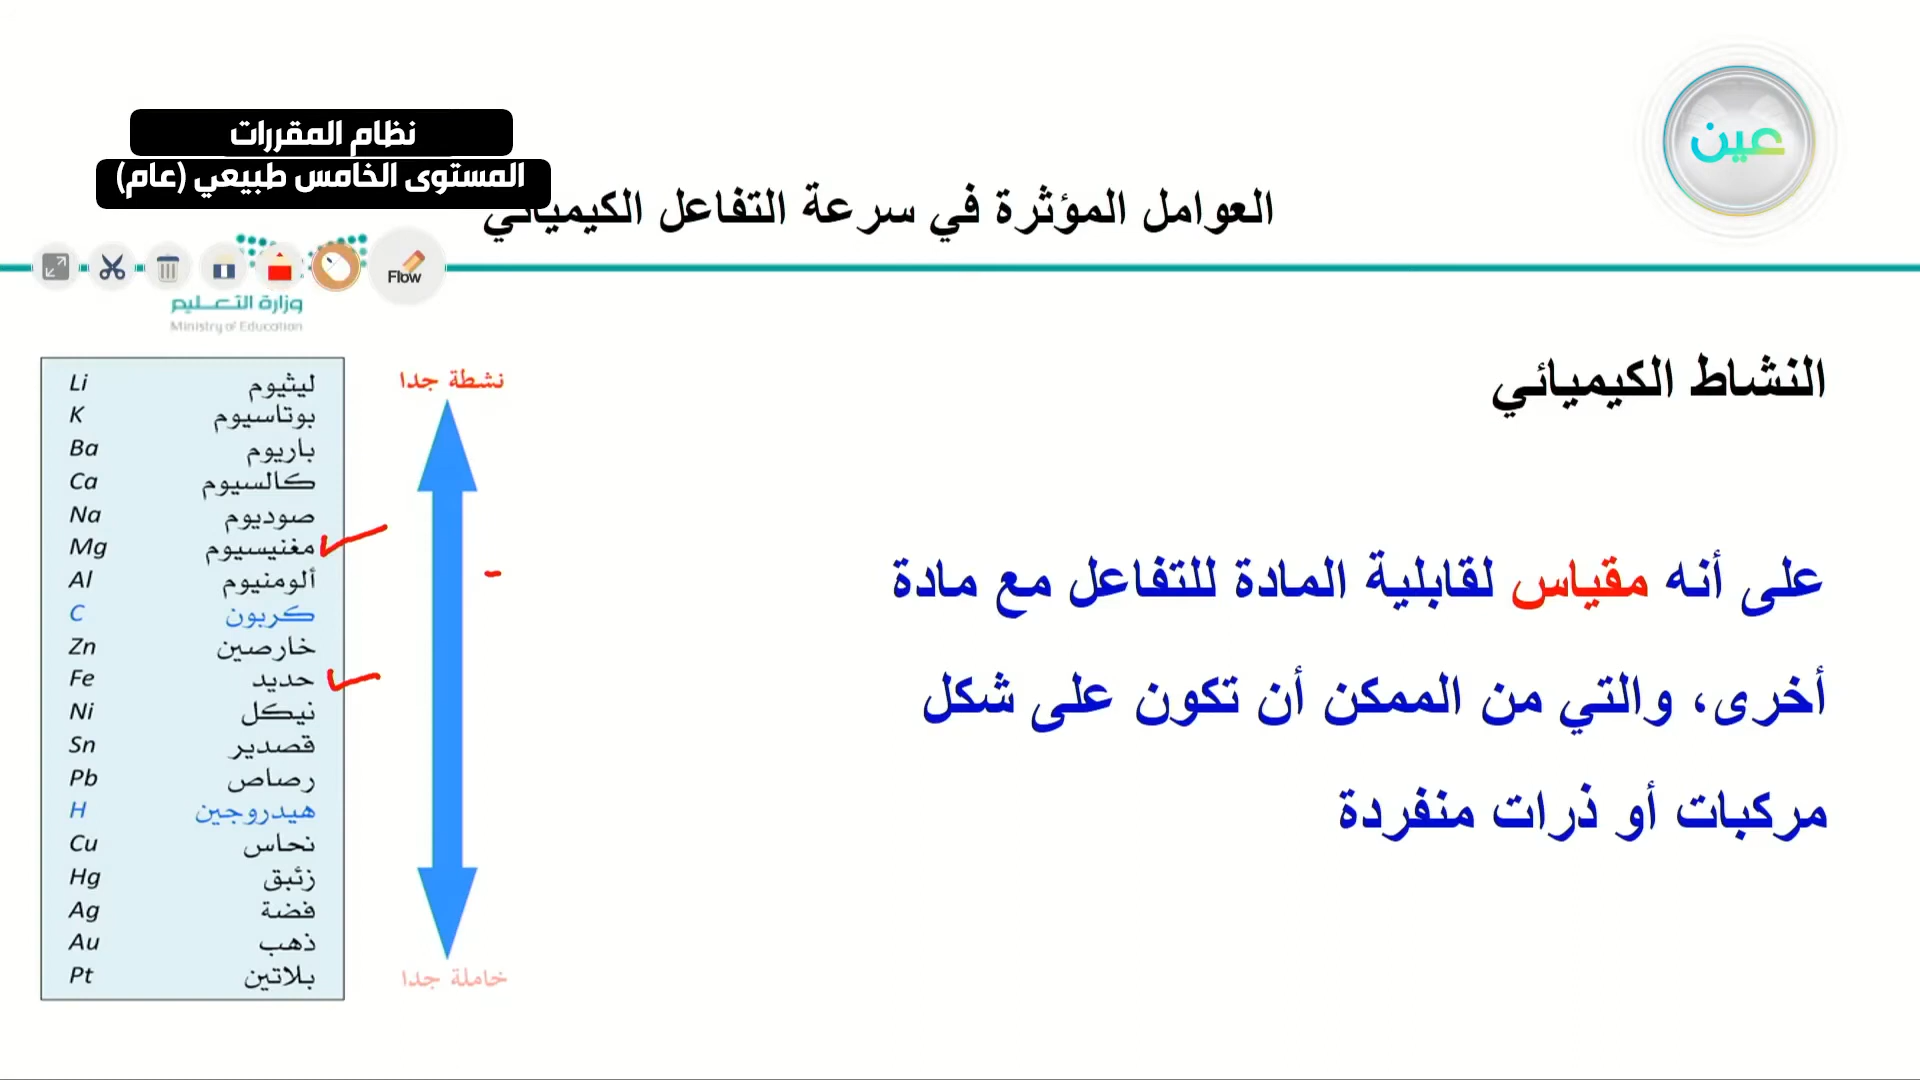 عين
نظام المقررات
المستوى الخامس طبيعي (عام)
العوامل المؤثرة في سرعة التفاعل الكيميائي
Flow
وزارة التعليم
Ministry of Education
النشاط الكيميائي
على أنه مقياس لقابلية المادة للتفاعل مع مادة
أخرى، والتي من الممكن أن تكون على شكل
مركبات أو ذرات منفردة
نشطة جدا
خاملة جدا
ليثيوم Li
بوتاسيوم K
باريوم Ba
كالسيوم Ca
صوديوم Na
مغنيسيوم Mg
ألومنيوم Al
كربون C
خارصين Zn
حديد Fe
نيكل Ni
قصدير Sn
رصاص Pb
هيدروجين H
نحاس Cu
زئبق Hg
فضة Ag
ذهب Au
بلاتين Pt